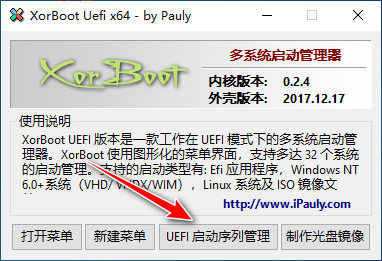 XorBoot Uefi x64 - by Pauly
XorBoot
多系统启动管理器
内核版本: 0.2.4
外壳版本: 2017.12.17
使用说明
XorBoot UEFI 版本是一款工作在 UEFI 模式下的多系统启动管
理器。XorBoot 使用图形化的菜单界面，支持多达 32 个系统
的启动管理。支持的启动类型有: Efi 应用程序，Windows NT
6.0+系统（VHD/ VHDX/WIM），Linux 系统及 ISO 镜像文
http://www.iPauly.com
打开菜单
新建菜单
UEFI 启动序列管理
制作光盘镜像